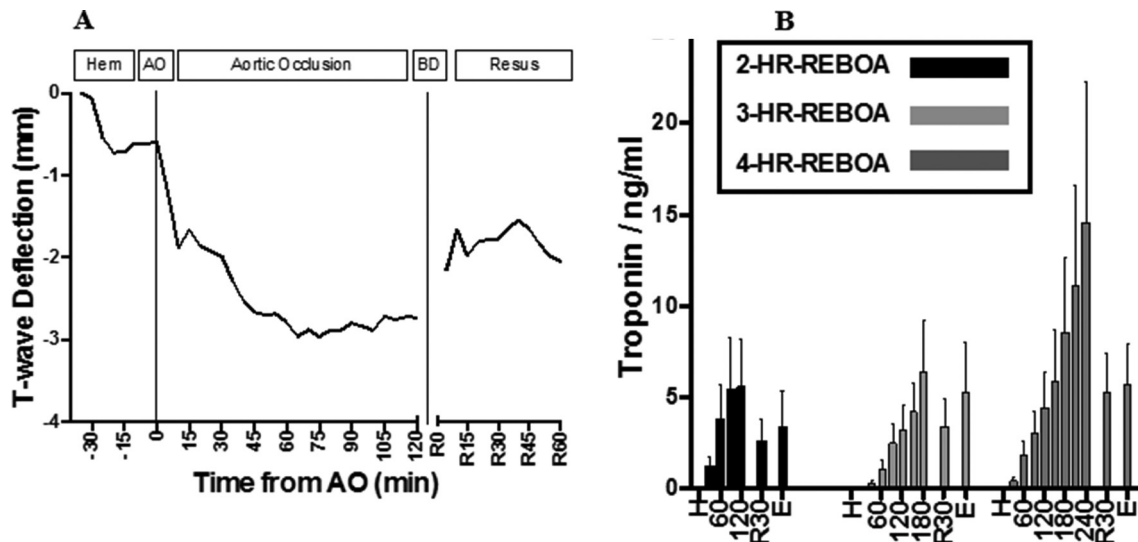 A
Hem AO Aortic Occlusion BD Resus
T-wave Deflection (mm)
0
-1
-2
-3
-4
-30 -15 0 15 30 45 60 75 90 105 120 R0 R15 R30 R45 R60
Time from AO (min)
B
2-HR-REBOA
3-HR-REBOA
4-HR-REBOA
Troponin / ng/ml
20
15
10
5
0
H 60 120 R30 E H 60 120 180 R30 E H 60 120 180 240 R30 E